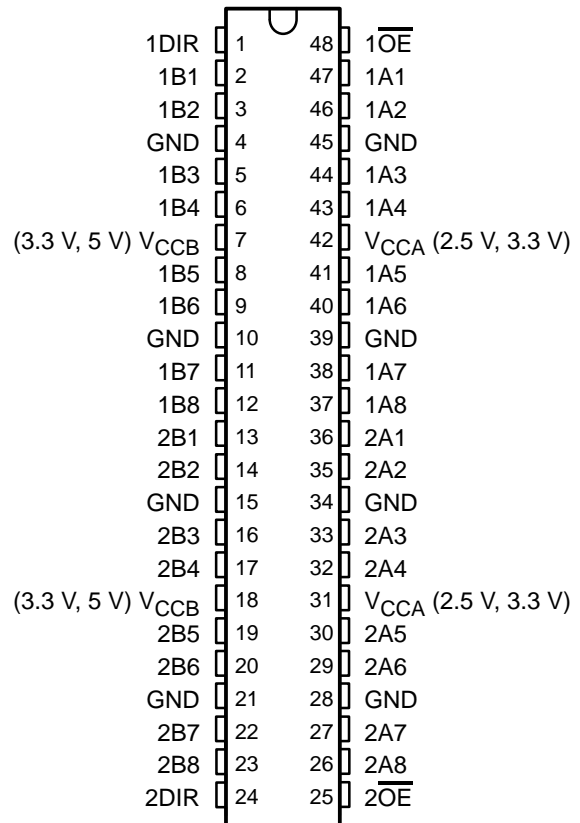 1DIR 1 48 1O̅E̅
1B1 2 47 1A1
1B2 3 46 1A2
GND 4 45 GND
1B3 5 44 1A3
1B4 6 43 1A4
(3.3 V, 5 V) VCCB 7 42 VCCA (2.5 V, 3.3 V)
1B5 8 41 1A5
1B6 9 40 1A6
GND 10 39 GND
1B7 11 38 1A7
1B8 12 37 1A8
2B1 13 36 2A1
2B2 14 35 2A2
GND 15 34 GND
2B3 16 33 2A3
2B4 17 32 2A4
(3.3 V, 5 V) VCCB 18 31 VCCA (2.5 V, 3.3 V)
2B5 19 30 2A5
2B6 20 29 2A6
GND 21 28 GND
2B7 22 27 2A7
2B8 23 26 2A8
2DIR 24 25 2O̅E̅